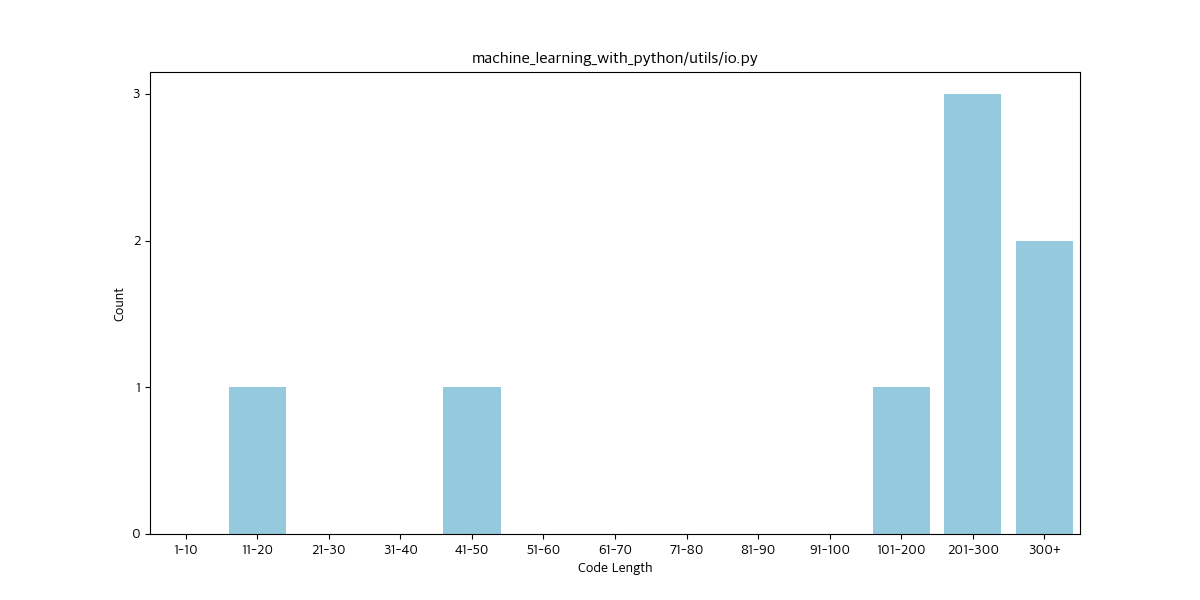 machine_learning_with_python/utils/io.py
3
2
1
0
Count
1-10 11-20 21-30 31-40 41-50 51-60 61-70 71-80 81-90 91-100 101-200 201-300 300+
Code Length